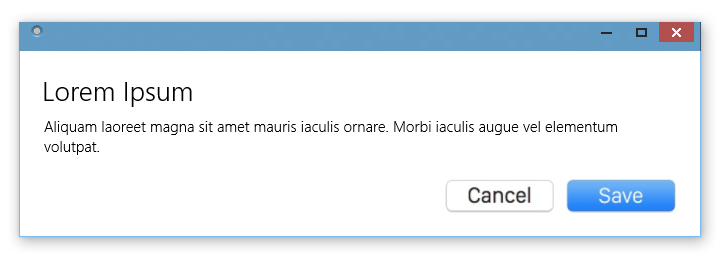 Lorem Ipsum
Aliquam laoreet magna sit amet mauris iaculis ornare. Morbi iaculis augue vel elementum
volutpat.
Cancel Save